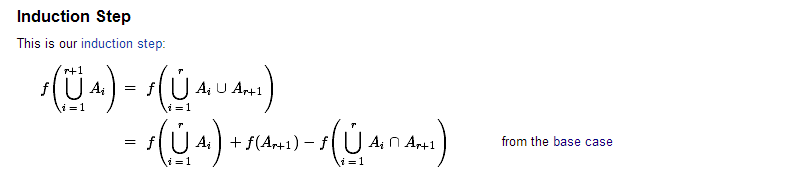 Induction Step
This is our induction step:
f(⋃_{i=1}^{r+1} A_i) = f(⋃_{i=1}^{r} A_i ∪ A_{r+1})
= f(⋃_{i=1}^{r} A_i) + f(A_{r+1}) − f(⋃_{i=1}^{r} A_i ∩ A_{r+1}) from the base case